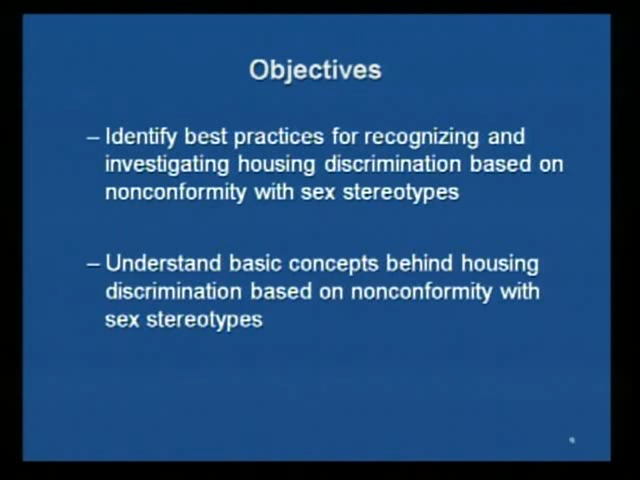 Objectives
– Identify best practices for recognizing and
investigating housing discrimination based on
nonconformity with sex stereotypes
– Understand basic concepts behind housing
discrimination based on nonconformity with
sex stereotypes